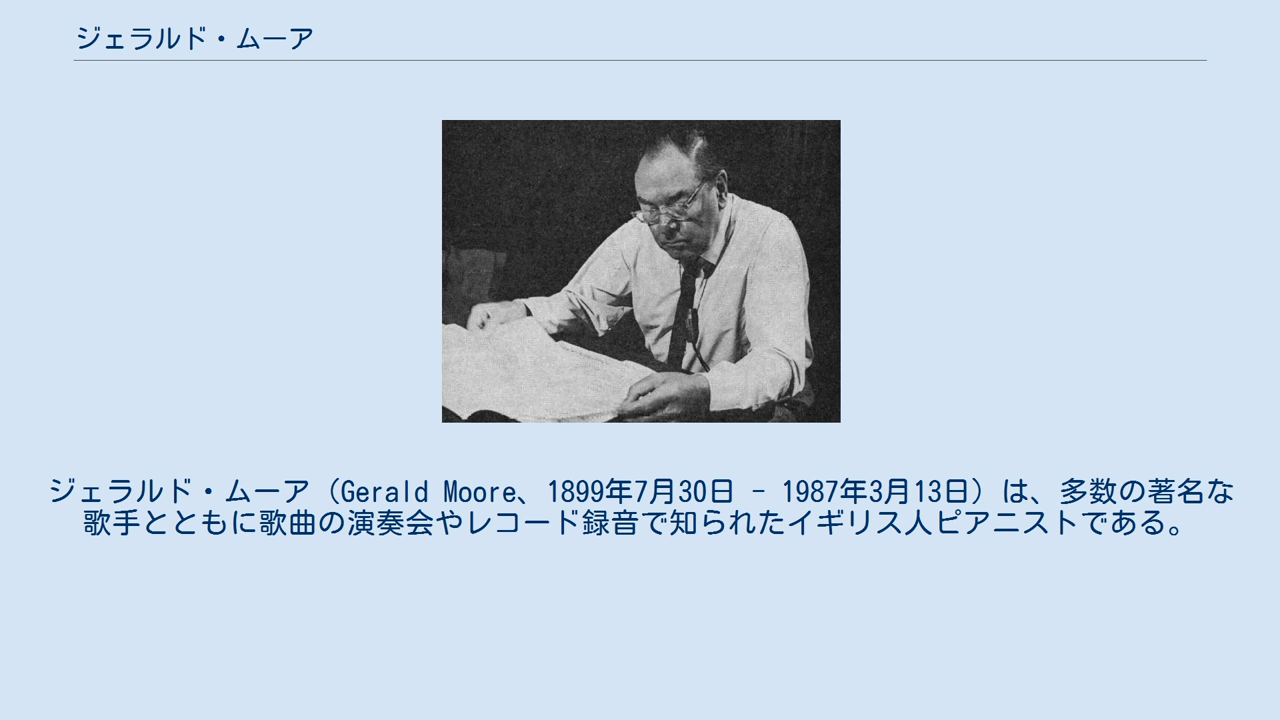 ジェラルド・ムーア
ジェラルド・ムーア（Gerald Moore、1899年7月30日 - 1987年3月13日）は、多数の著名な
歌手とともに歌曲の演奏会やレコード録音で知られたイギリス人ピアニストである。